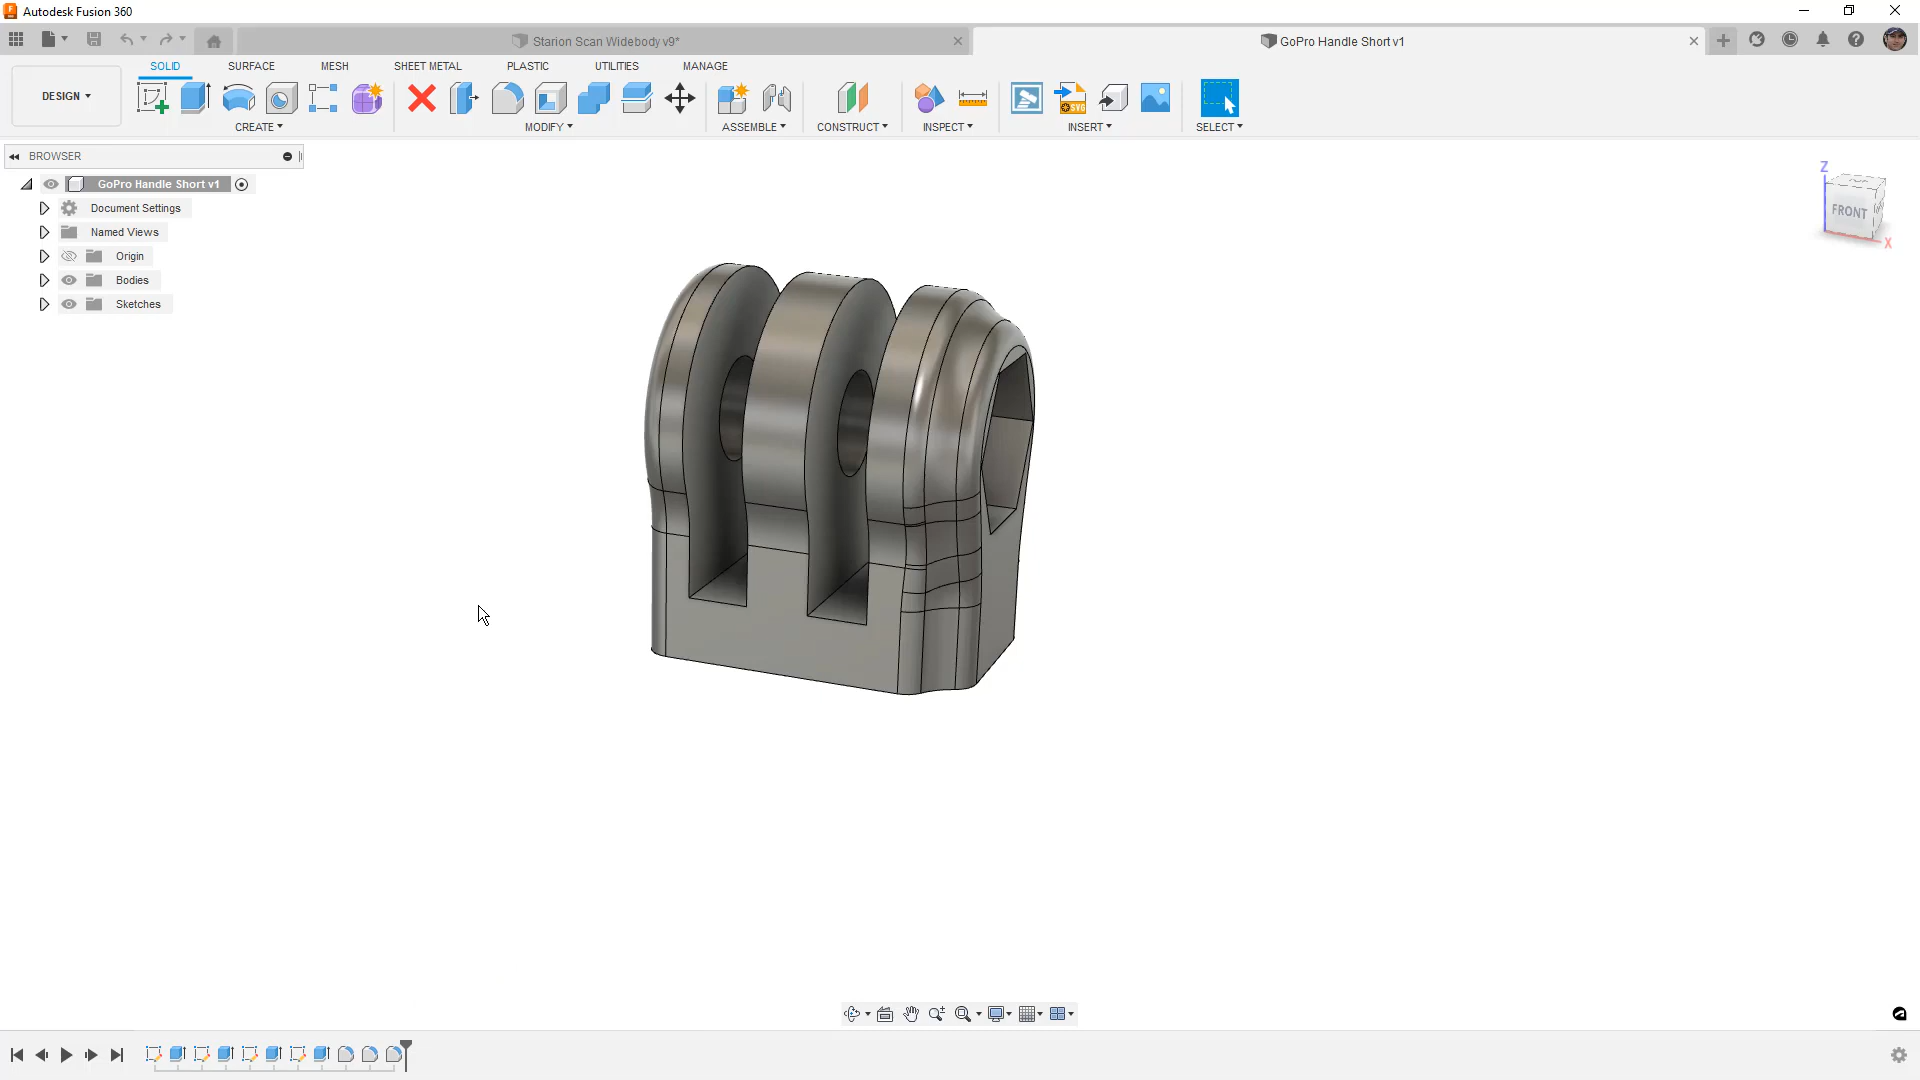 Autodesk Fusion 360
Starion Scan Widebody v9*
GoPro Handle Short v1
DESIGN
SOLID
SURFACE
MESH
SHEET METAL
PLASTIC
UTILITIES
MANAGE
CREATE
MODIFY
ASSEMBLE
CONSTRUCT
INSPECT
INSERT
SELECT
SVG
BROWSER
GoPro Handle Short v1
Document Settings
Named Views
Origin
Bodies
Sketches
Z
FRONT
X